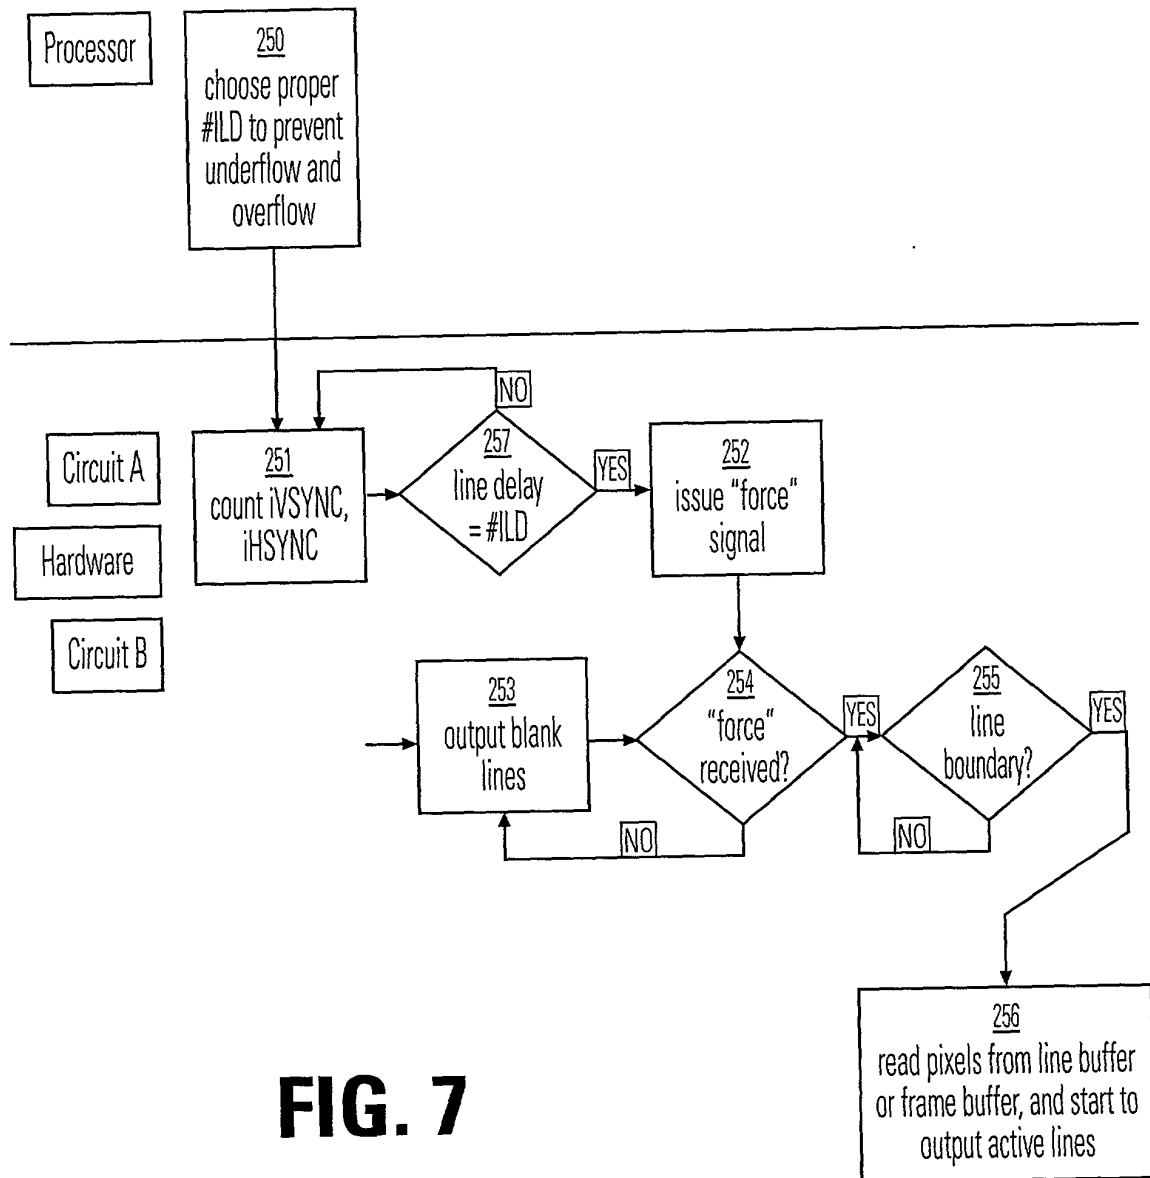 Processor
250
choose proper
#ILD to prevent
underflow and
overflow
NO
Circuit A
251
count iVSYNC,
iHSYNC
257
line delay
= #ILD
YES
252
issue “force“
signal
Hardware
Circuit B
253
output blank
lines
254
“force“
received?
YES
255
line
boundary?
YES
NO
NO
256
read pixels from line buffer
or frame buffer, and start to
output active lines
FIG. 7